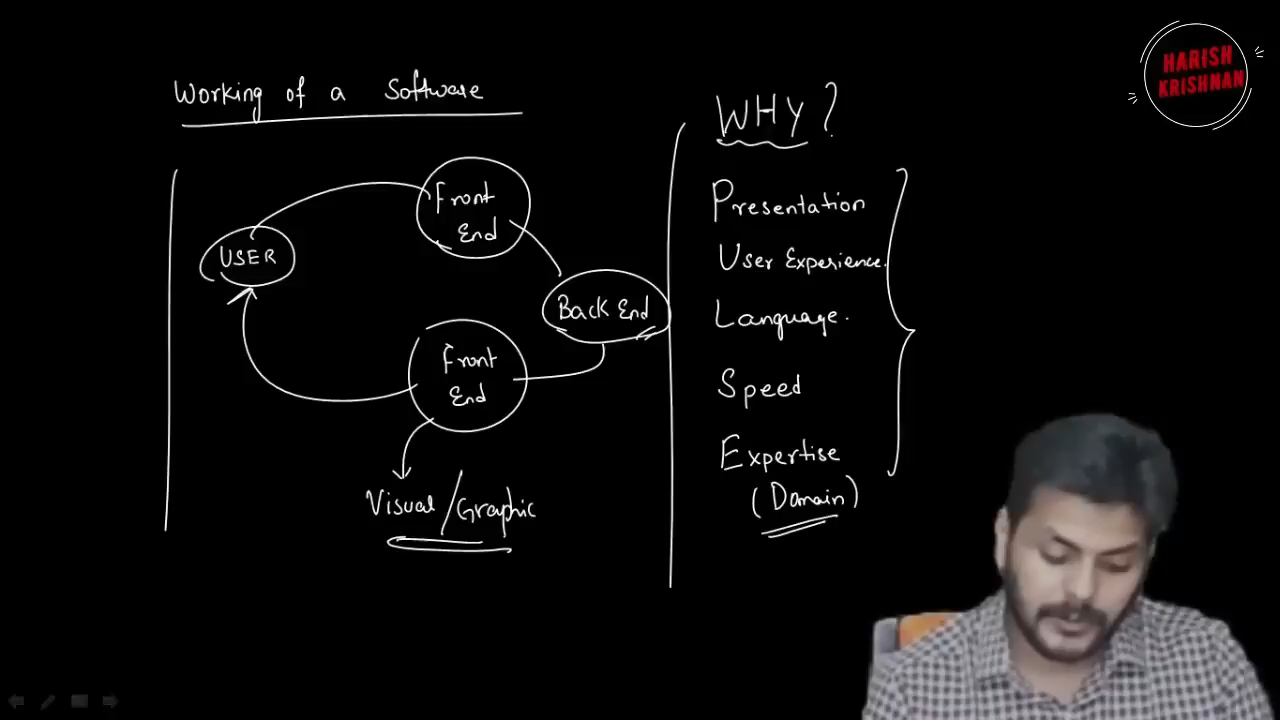 Working of a Software
USER
Front
End
Back End
Front
End
Visual/Graphic
WHY?
Presentation
User Experience.
Language.
Speed
Expertise
(Domain)
HARISH
KRISHNAN